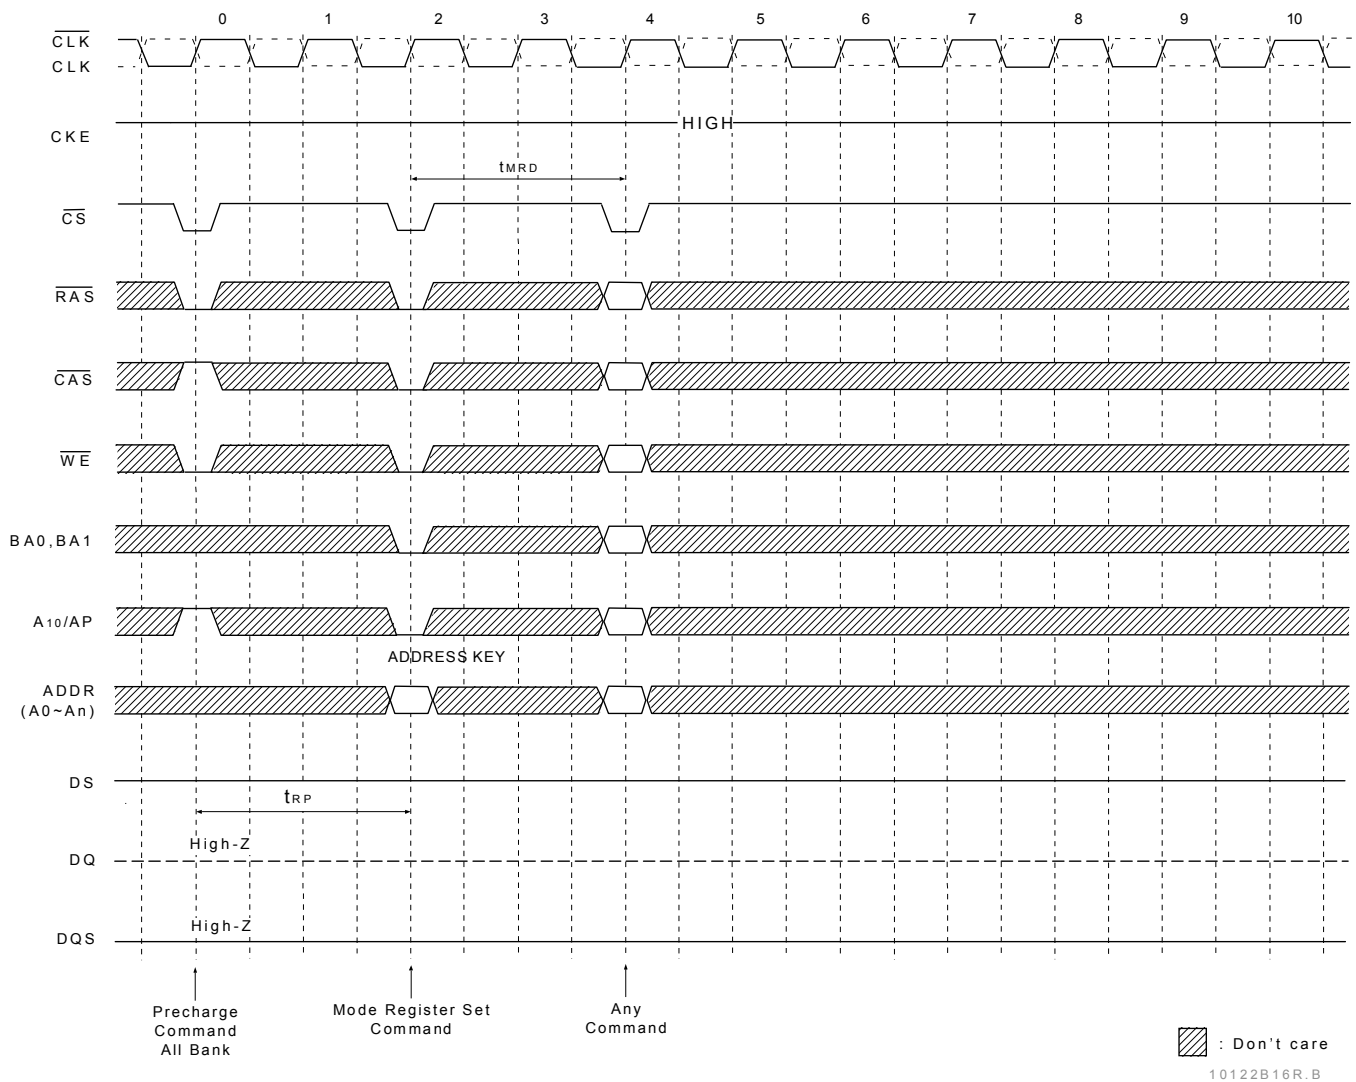 0 1 2 3 4 5 6 7 8 9 10
CLK
CLK
CKE
HIGH
tMRD
CS
RAS
CAS
WE
BA0,BA1
A10/AP
ADDRESS KEY
ADDR
(A0~An)
DS
tRP
High-Z
DQ
High-Z
DQS
Precharge
Command
All Bank
Mode Register Set
Command
Any
Command
: Don't care
10122B16R.B